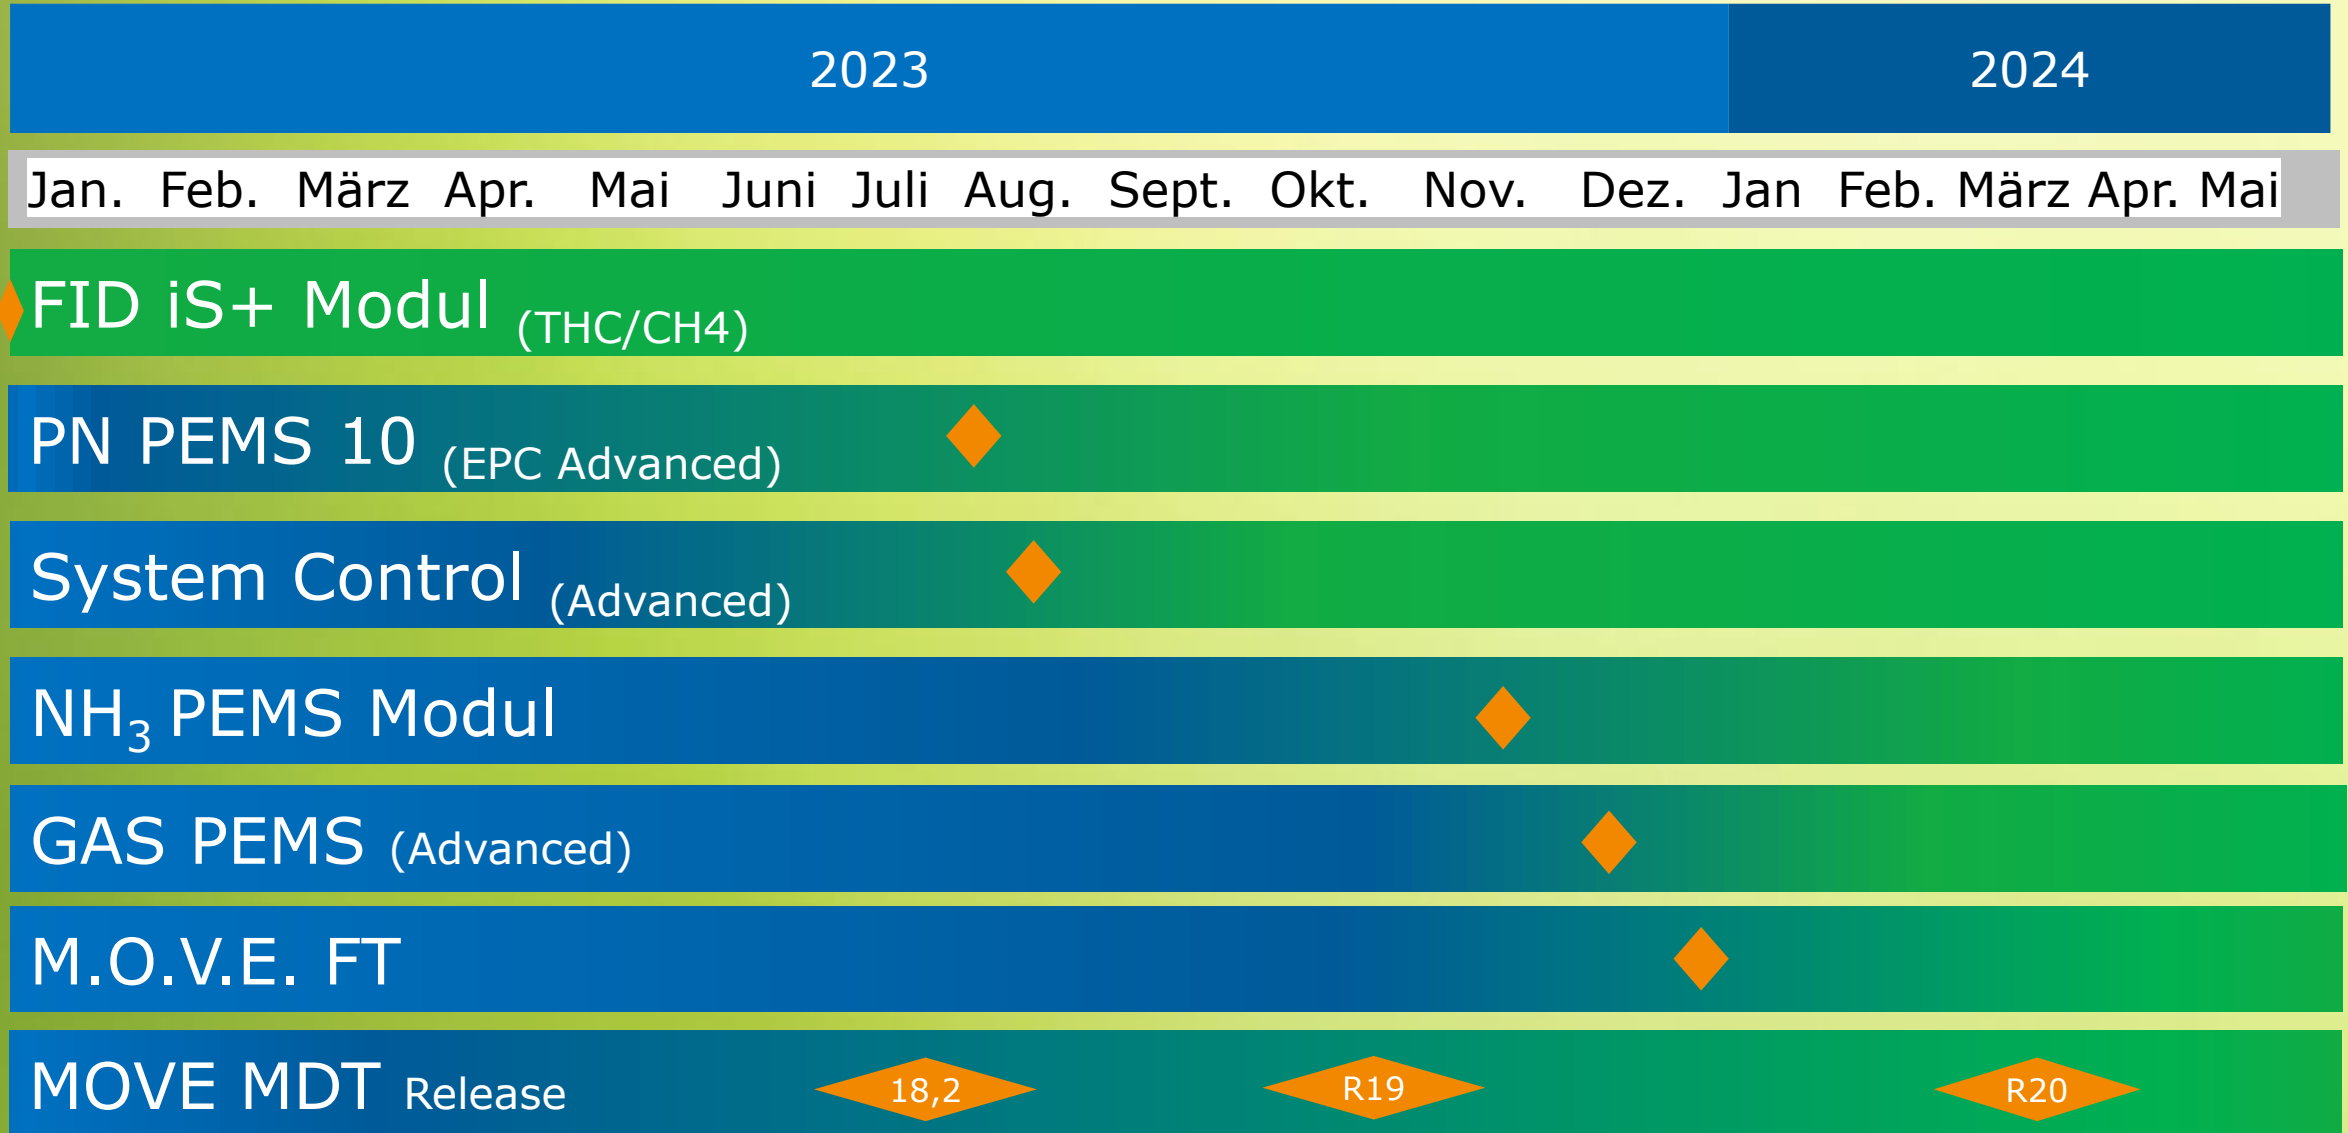 2023 2024
Jan. Feb. März Apr. Mai Juni Juli Aug. Sept. Okt. Nov. Dez. Jan Feb. März Apr. Mai
FID iS+ Modul (THC/CH4)
PN PEMS 10 (EPC Advanced)
System Control (Advanced)
NH₃ PEMS Modul
GAS PEMS (Advanced)
M.O.V.E. FT
MOVE MDT Release 18,2 R19 R20